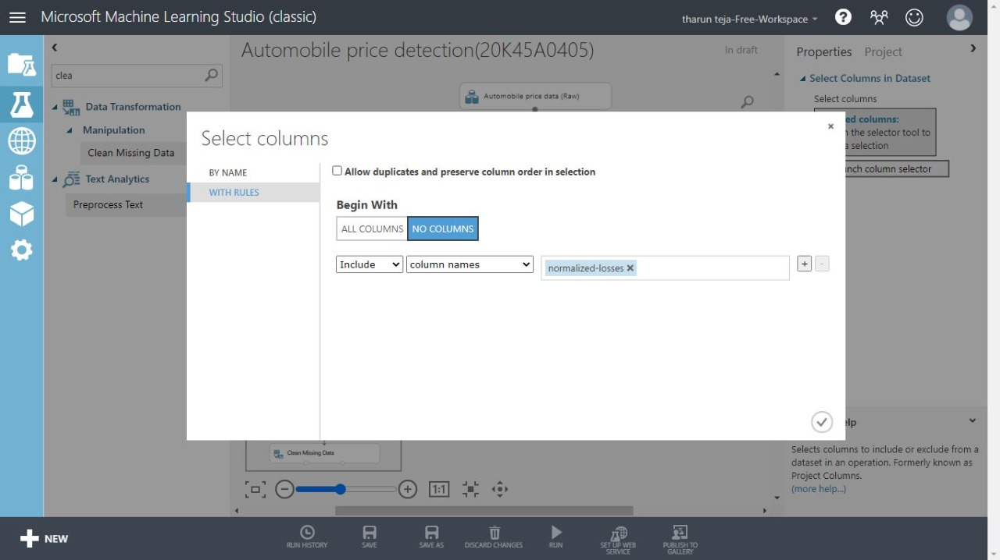 Microsoft Machine Learning Studio (classic)
tharun teja-Free-Workspace
?
clea
Data Transformation
Manipulation
Clean Missing Data
Text Analytics
Preprocess Text
Automobile price detection(20K45A0405)
In draft
Automobile price data (Raw)
Properties Project
Select Columns in Dataset
Select columns
ed columns:
the selector tool to
a selection
nch column selector
Select columns
BY NAME
WITH RULES
Allow duplicates and preserve column order in selection
Begin With
ALL COLUMNS NO COLUMNS
Include column names normalized-losses × + -
Clean Missing Data
1:1
elp
Selects columns to include or exclude from a
dataset in an operation. Formerly known as
Project Columns.
(more help...)
NEW
RUN HISTORY
SAVE
SAVE AS
DISCARD CHANGES
RUN
SET UP WEB
SERVICE
PUBLISH TO
GALLERY